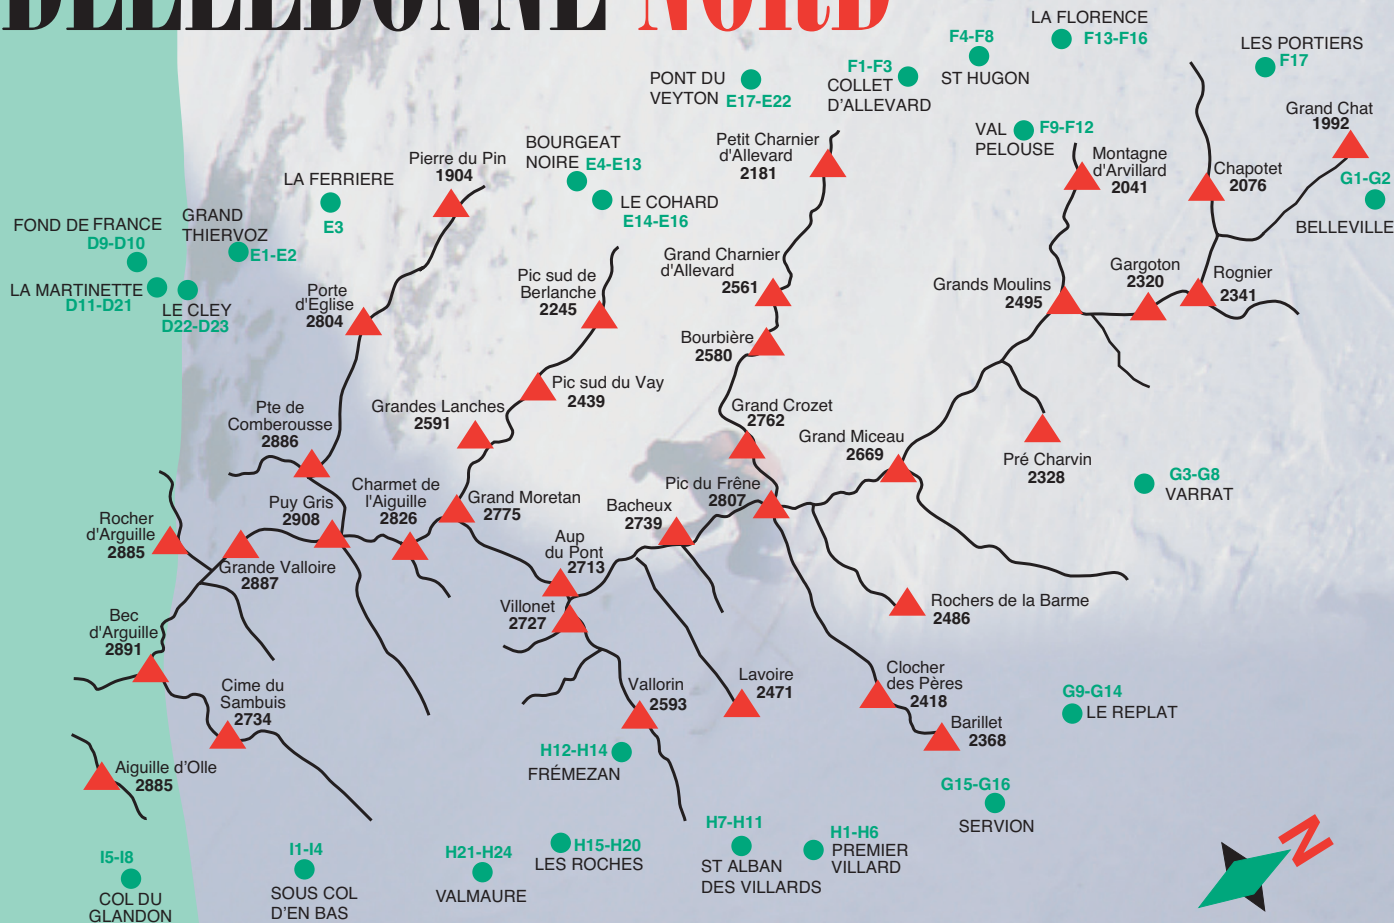 BELLEDONNE NORD
LA FLORENCE
F13-F16
F4-F8
ST HUGON
LES PORTIERS
F17
F1-F3
COLLET
D'ALLEVARD
PONT DU
VEYTON E17-E22
Grand Chat
1992
VAL
PELOUSE
F9-F12
BOURGEAT
NOIRE E4-E13
Petit Charnier
d'Allevard
2181
Montagne
d'Arvillard
2041
Chapotet
2076
G1-G2
BELLEVILLE
Pierre du Pin
1904
LA FERRIERE
E3
LE COHARD
E14-E16
FOND DE FRANCE
D9-D10
GRAND
THIERVOZ
E1-E2
LA MARTINETTE
D11-D21
LE CLEY
D22-D23
Porte
d'Eglise
2804
Pic sud de
Berlanche
2245
Grand Charnier
d'Allevard
2561
Grands Moulins
2495
Gargoton
2320
Rognier
2341
Bourbière
2580
Pic sud du Vay
2439
Grandes Lanches
2591
Pte de
Comberousse
2886
Grand Crozet
2762
Grand Miceau
2669
Pré Charvin
2328
G3-G8
VARRAT
Charmet de
l'Aiguille
2826
Puy Gris
2908
Grand Moretan
2775
Pic du Frêne
2807
Bacheux
2739
Rocher
d'Arguille
2885
Grande Valloire
2887
Aup
du Pont
2713
Villonet
2727
Rochers de la Barme
2486
Bec
d'Arguille
2891
Cime du
Sambuis
2734
Vallorin
2593
Lavoire
2471
Clocher
des Pères
2418
Barillet
2368
G9-G14
LE REPLAT
Aiguille d'Olle
2885
H12-H14
FRÉMEZAN
G15-G16
SERVION
I5-I8
COL DU
GLANDON
I1-I4
SOUS COL
D'EN BAS
H21-H24
VALMAURE
H15-H20
LES ROCHES
H7-H11
ST ALBAN
DES VILLARDS
H1-H6
PREMIER
VILLARD
N